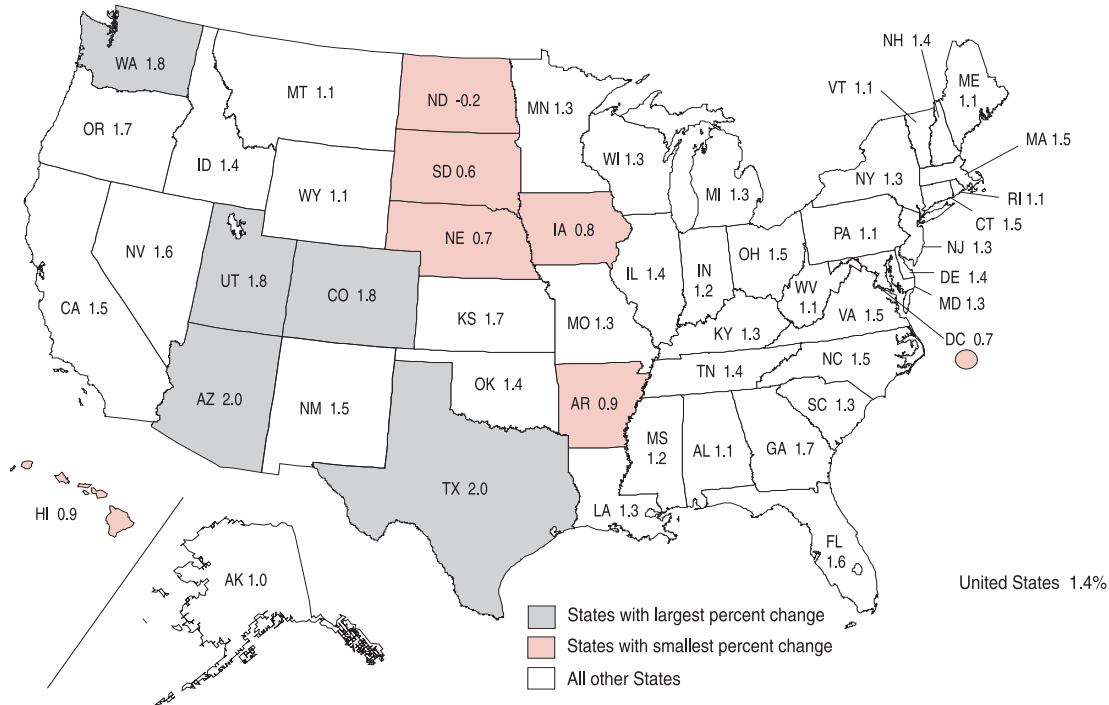 WA 1.8
OR 1.7
ID 1.4
MT 1.1
WY 1.1
ND -0.2
SD 0.6
NE 0.7
MN 1.3
IA 0.8
WI 1.3
MI 1.3
NV 1.6
CA 1.5
UT 1.8
CO 1.8
KS 1.7
MO 1.3
IL 1.4
IN
1.2
OH 1.5
KY 1.3
WV
1.1
PA 1.1
NY 1.3
VT 1.1
NH 1.4
ME
1.1
MA 1.5
RI 1.1
CT 1.5
NJ 1.3
DE 1.4
MD 1.3
DC 0.7
VA 1.5
NC 1.5
TN 1.4
SC 1.3
GA 1.7
AL 1.1
MS
1.2
AR 0.9
OK 1.4
NM 1.5
AZ 2.0
TX 2.0
LA 1.3
FL
1.6
HI 0.9
AK 1.0
United States 1.4%
States with largest percent change
States with smallest percent change
All other States